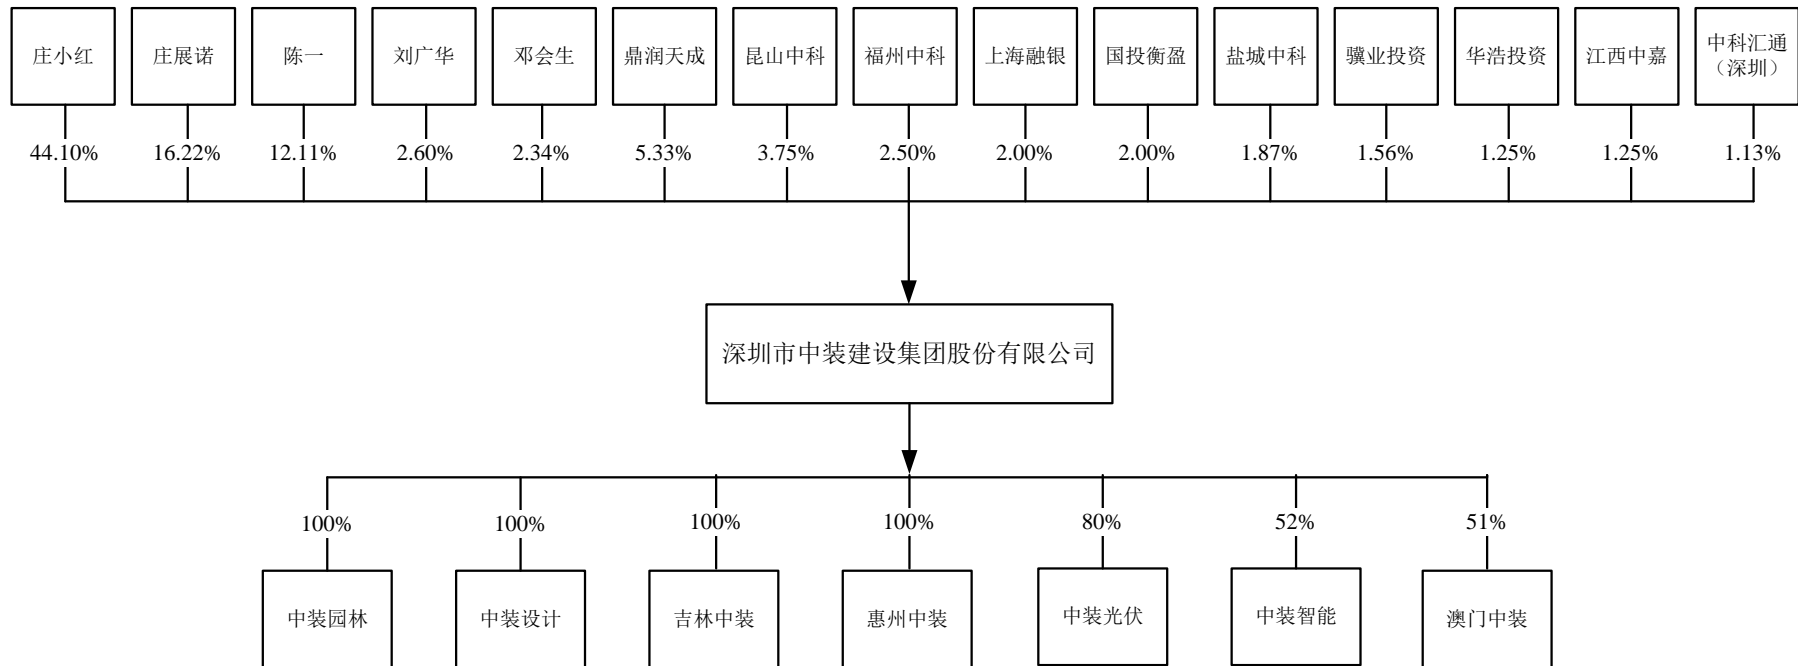 庄小红
庄展诺
陈一
刘广华
邓会生
鼎润天成
昆山中科
福州中科
上海融银
国投衡盈
盐城中科
骥业投资
华浩投资
江西中嘉
中科汇通
（深圳）
44.10%
16.22%
12.11%
2.60%
2.34%
5.33%
3.75%
2.50%
2.00%
2.00%
1.87%
1.56%
1.25%
1.25%
1.13%
深圳市中装建设集团股份有限公司
100%
100%
100%
100%
80%
52%
51%
中装园林
中装设计
吉林中装
惠州中装
中装光伏
中装智能
澳门中装